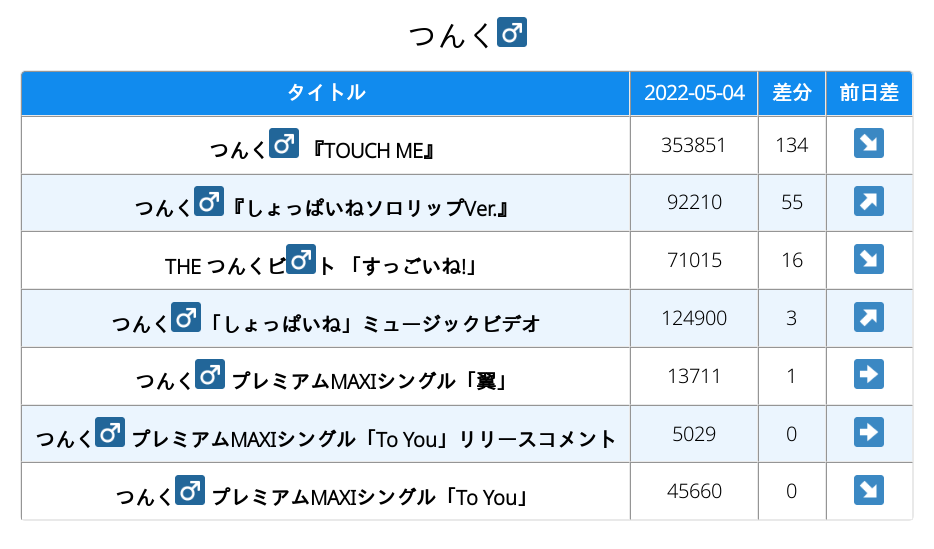 つんく♂
タイトル 2022-05-04 差分 前日差
つんく♂ 『TOUCH ME』 353851 134 ↘
つんく♂『しょっぱいねソロリップVer.』 92210 55 ↗
THE つんくビ♂ト 「すっごいね!」 71015 16 ↘
つんく♂「しょっぱいね」ミュージックビデオ 124900 3 ↗
つんく♂ プレミアムMAXIシングル「翼」 13711 1 ➡
つんく♂ プレミアムMAXIシングル「To You」リリースコメント 5029 0 ➡
つんく♂ プレミアムMAXIシングル「To You」 45660 0 ↘